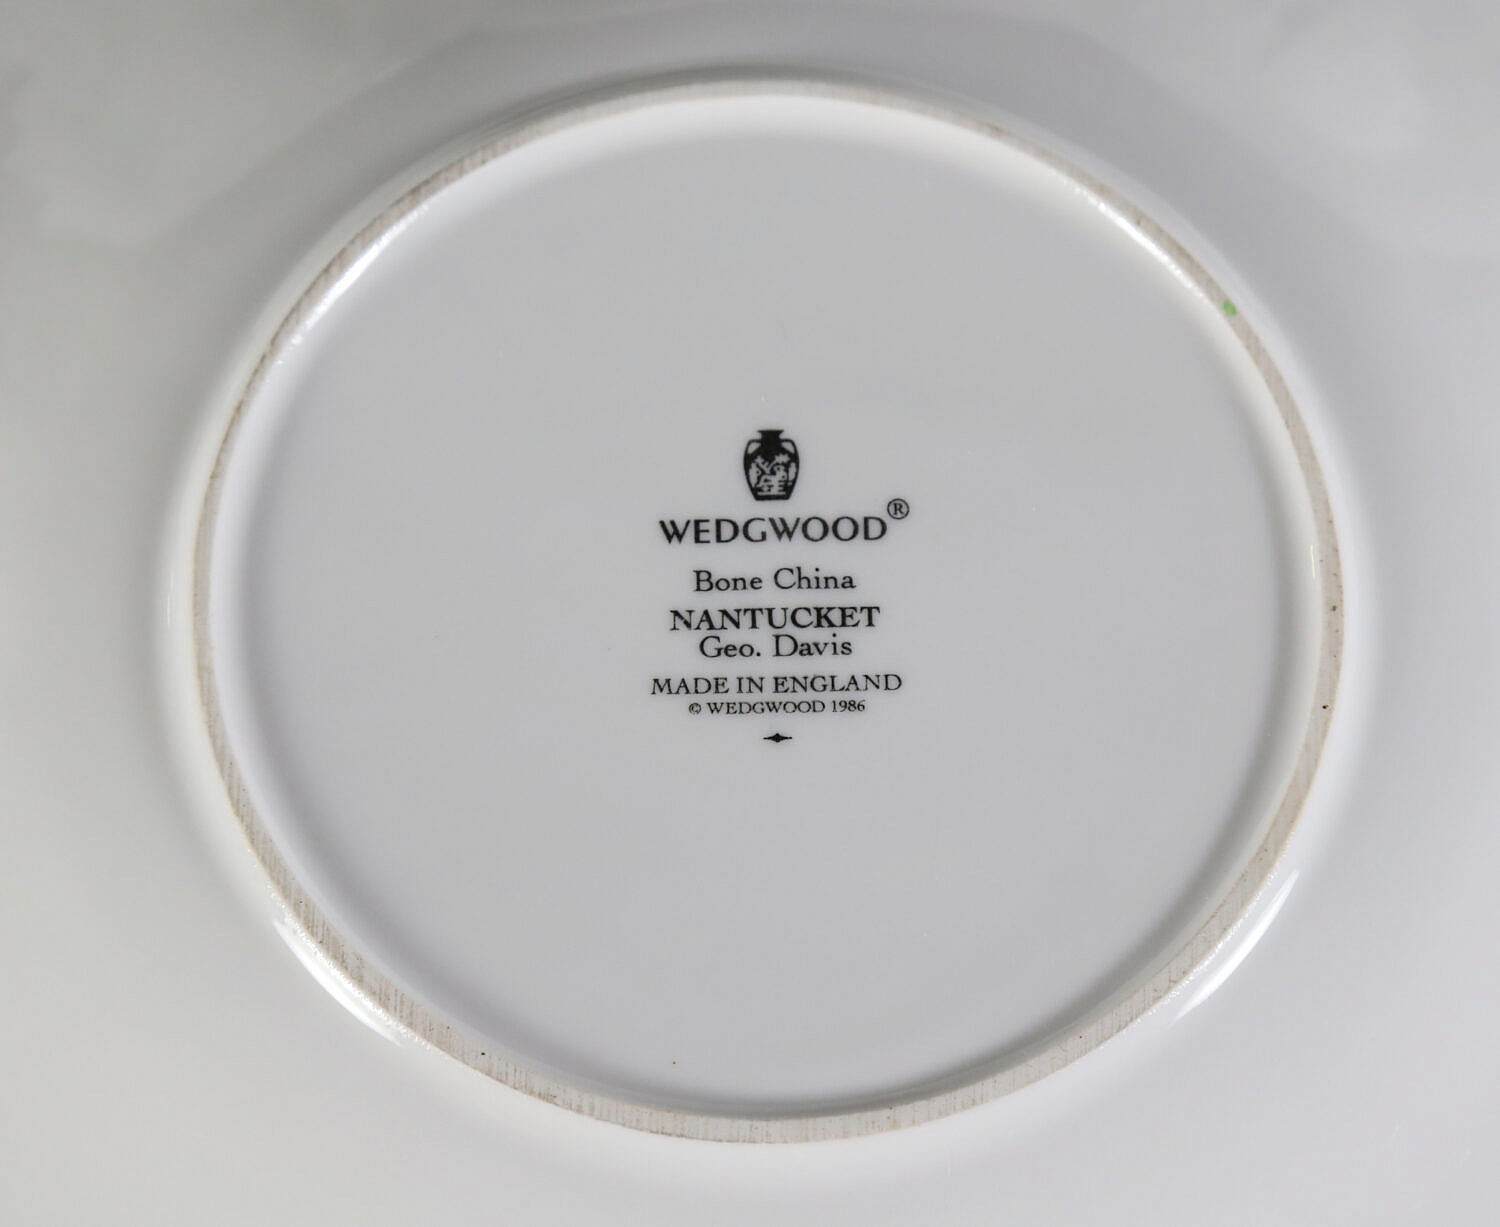 WEDGWOOD®
Bone China
NANTUCKET
Geo. Davis
MADE IN ENGLAND
© WEDGWOOD 1986